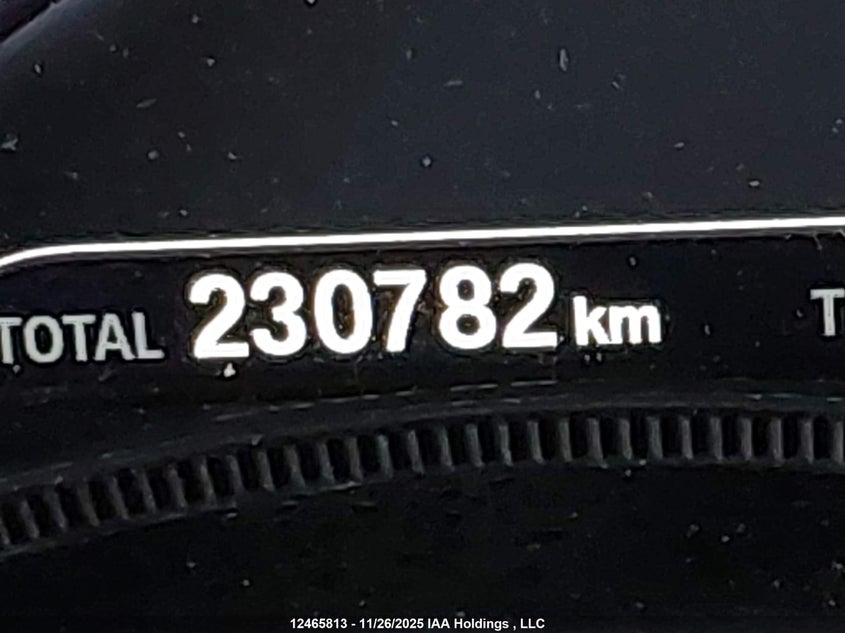 TOTAL 230782 km T
12465813 - 11/26/2025 IAA Holdings , LLC